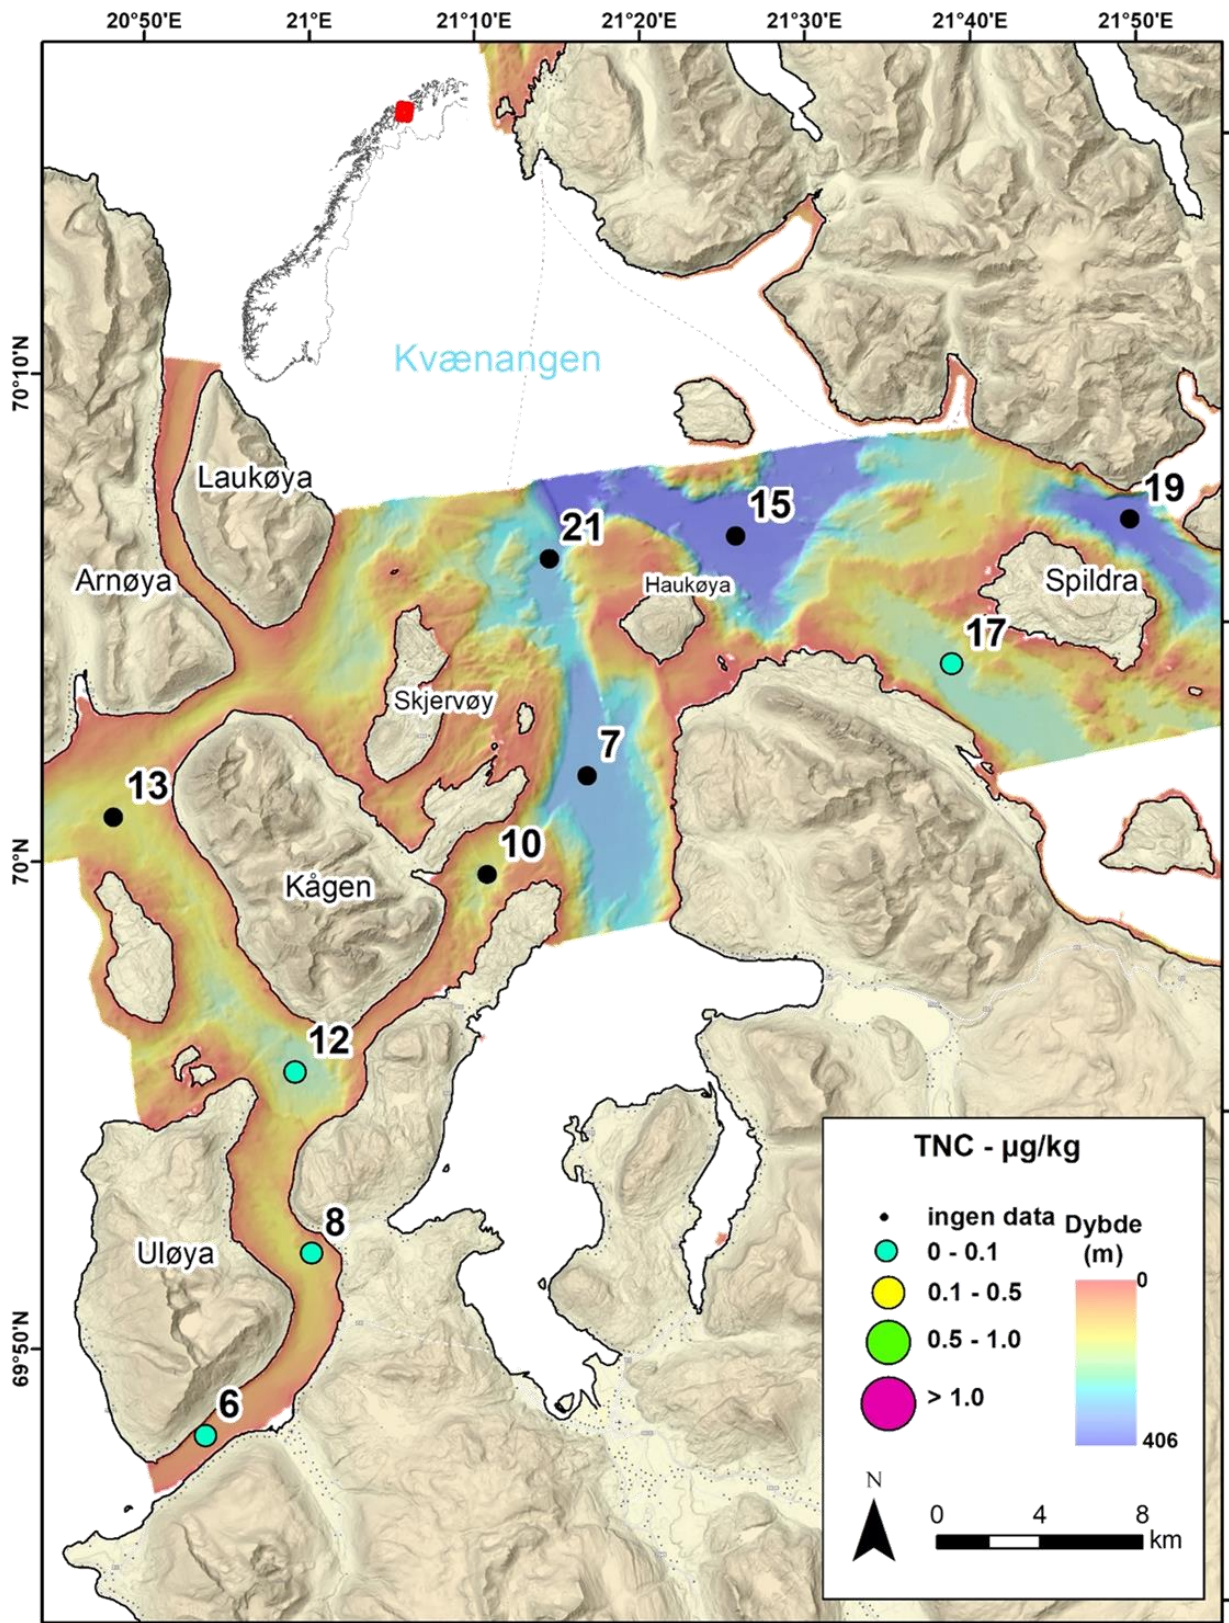 20°50'E 21°E 21°10'E 21°20'E 21°30'E 21°40'E 21°50'E
70°10'N
Kvænangen
Laukøya
19
15
21
Arnøya
Haukøya
Spildra
17
Skjervøy
7
13
10
70°N
Kågen
12
TNC - µg/kg
ingen data
0 - 0.1
0.1 - 0.5
0.5 - 1.0
> 1.0
Dybde
(m)
0
406
8
Uløya
69°50'N
6
N
0 4 8
km